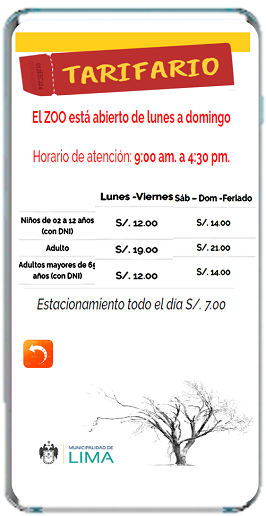 TARIFARIO
El ZOO está abierto de lunes a domingo
Horario de atención: 9:00 am. a 4:30 pm.
Lunes -Viernes Sáb – Dom -Feriado
Niños de 02 a 12 años
(con DNI) S/. 12.00 S/. 14.00
Adulto S/. 19.00 S/. 21.00
Adultos mayores de 65
años (con DNI) S/. 12.00 S/. 14.00
Estacionamiento todo el día S/. 7.00
MUNICIPALIDAD DE
LIMA